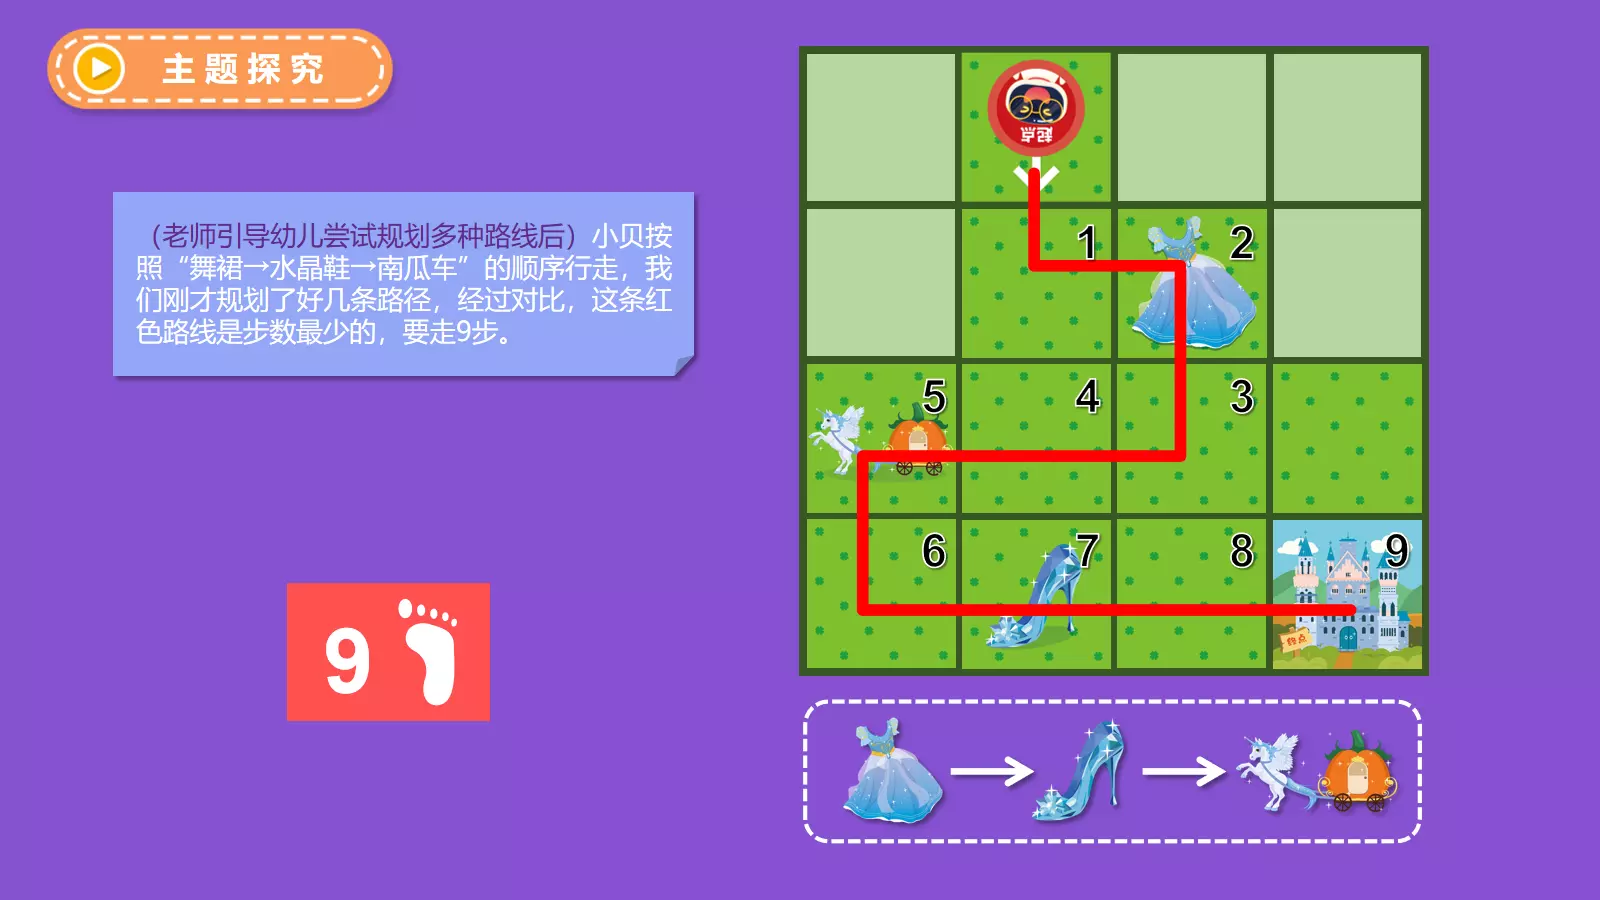 主题探究
（老师引导幼儿尝试规划多种路线后）小贝按
照“舞裙→水晶鞋→南瓜车”的顺序行走，我
们刚才规划了好几条路径，经过对比，这条红
色路线是步数最少的，要走9步。
9
起点
1
2
5
4
3
6
7
8
9
终点